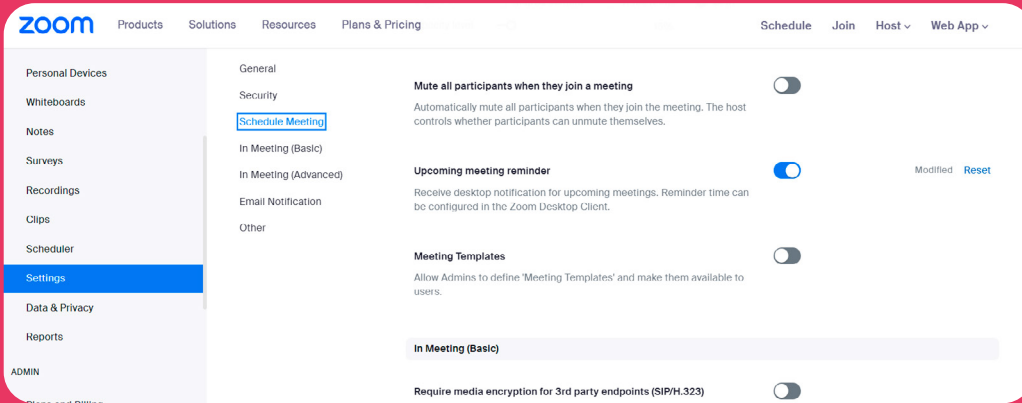 zoom
Products Solutions Resources Plans & Pricing Schedule Join Host Web App
Personal Devices
Whiteboards
Notes
Surveys
Recordings
Clips
Scheduler
Settings
Data & Privacy
Reports
ADMIN
Plans and Billing
General
Security
Schedule Meeting
In Meeting (Basic)
In Meeting (Advanced)
Email Notification
Other
Mute all participants when they join a meeting
Automatically mute all participants when they join the meeting. The host
controls whether participants can unmute themselves.
Upcoming meeting reminder
Modified Reset
Receive desktop notification for upcoming meetings. Reminder time can
be configured in the Zoom Desktop Client.
Meeting Templates
Allow Admins to define 'Meeting Templates' and make them available to
users.
In Meeting (Basic)
Require media encryption for 3rd party endpoints (SIP/H.323)